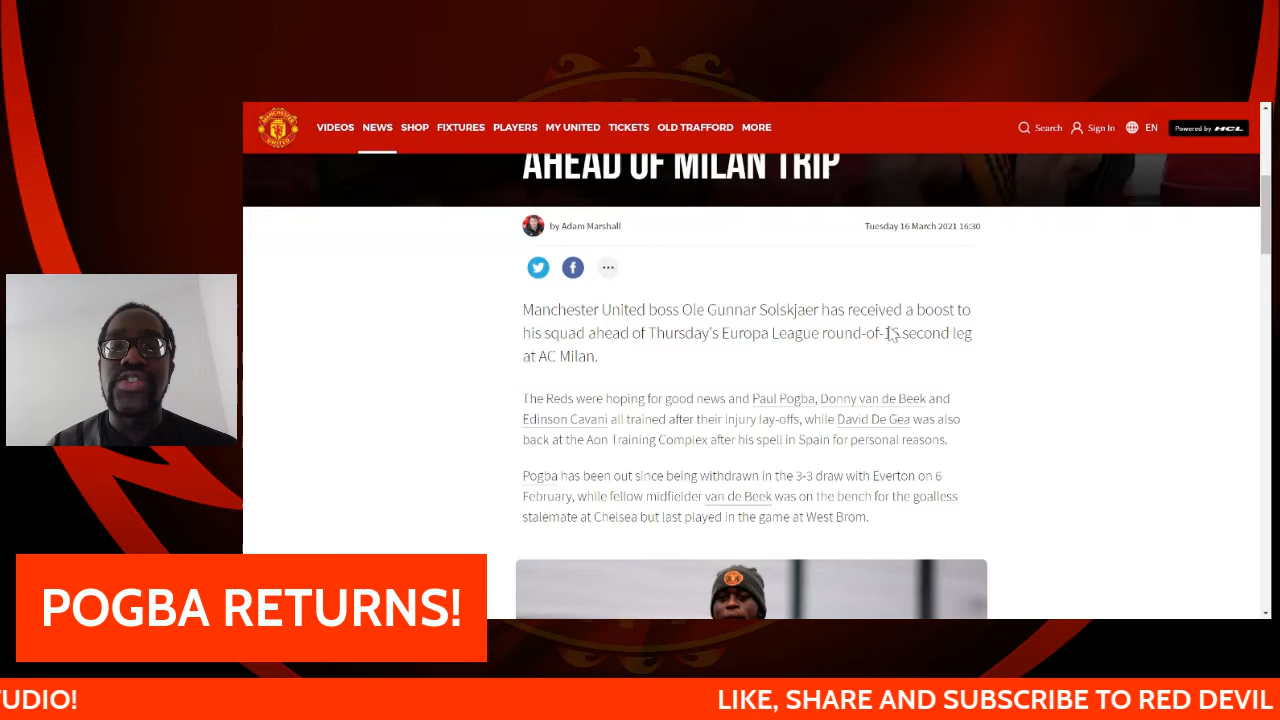 VIDEOS NEWS SHOP FIXTURES PLAYERS MY UNITED TICKETS OLD TRAFFORD MORE Search Sign In EN Powered by HCL
AHEAD OF MILAN TRIP
by Adam Marshall Tuesday 16 March 2021 16:30
Manchester United boss Ole Gunnar Solskjaer has received a boost to
his squad ahead of Thursday's Europa League round-of-16 second leg
at AC Milan.
The Reds were hoping for good news and Paul Pogba, Donny van de Beek and
Edinson Cavani all trained after their injury lay-offs, while David De Gea was also
back at the Aon Training Complex after his spell in Spain for personal reasons.
Pogba has been out since being withdrawn in the 3-3 draw with Everton on 6
February, while fellow midfielder van de Beek was on the bench for the goalless
stalemate at Chelsea but last played in the game at West Brom.
POGBA RETURNS!
TUDIO! LIKE, SHARE AND SUBSCRIBE TO RED DEVIL